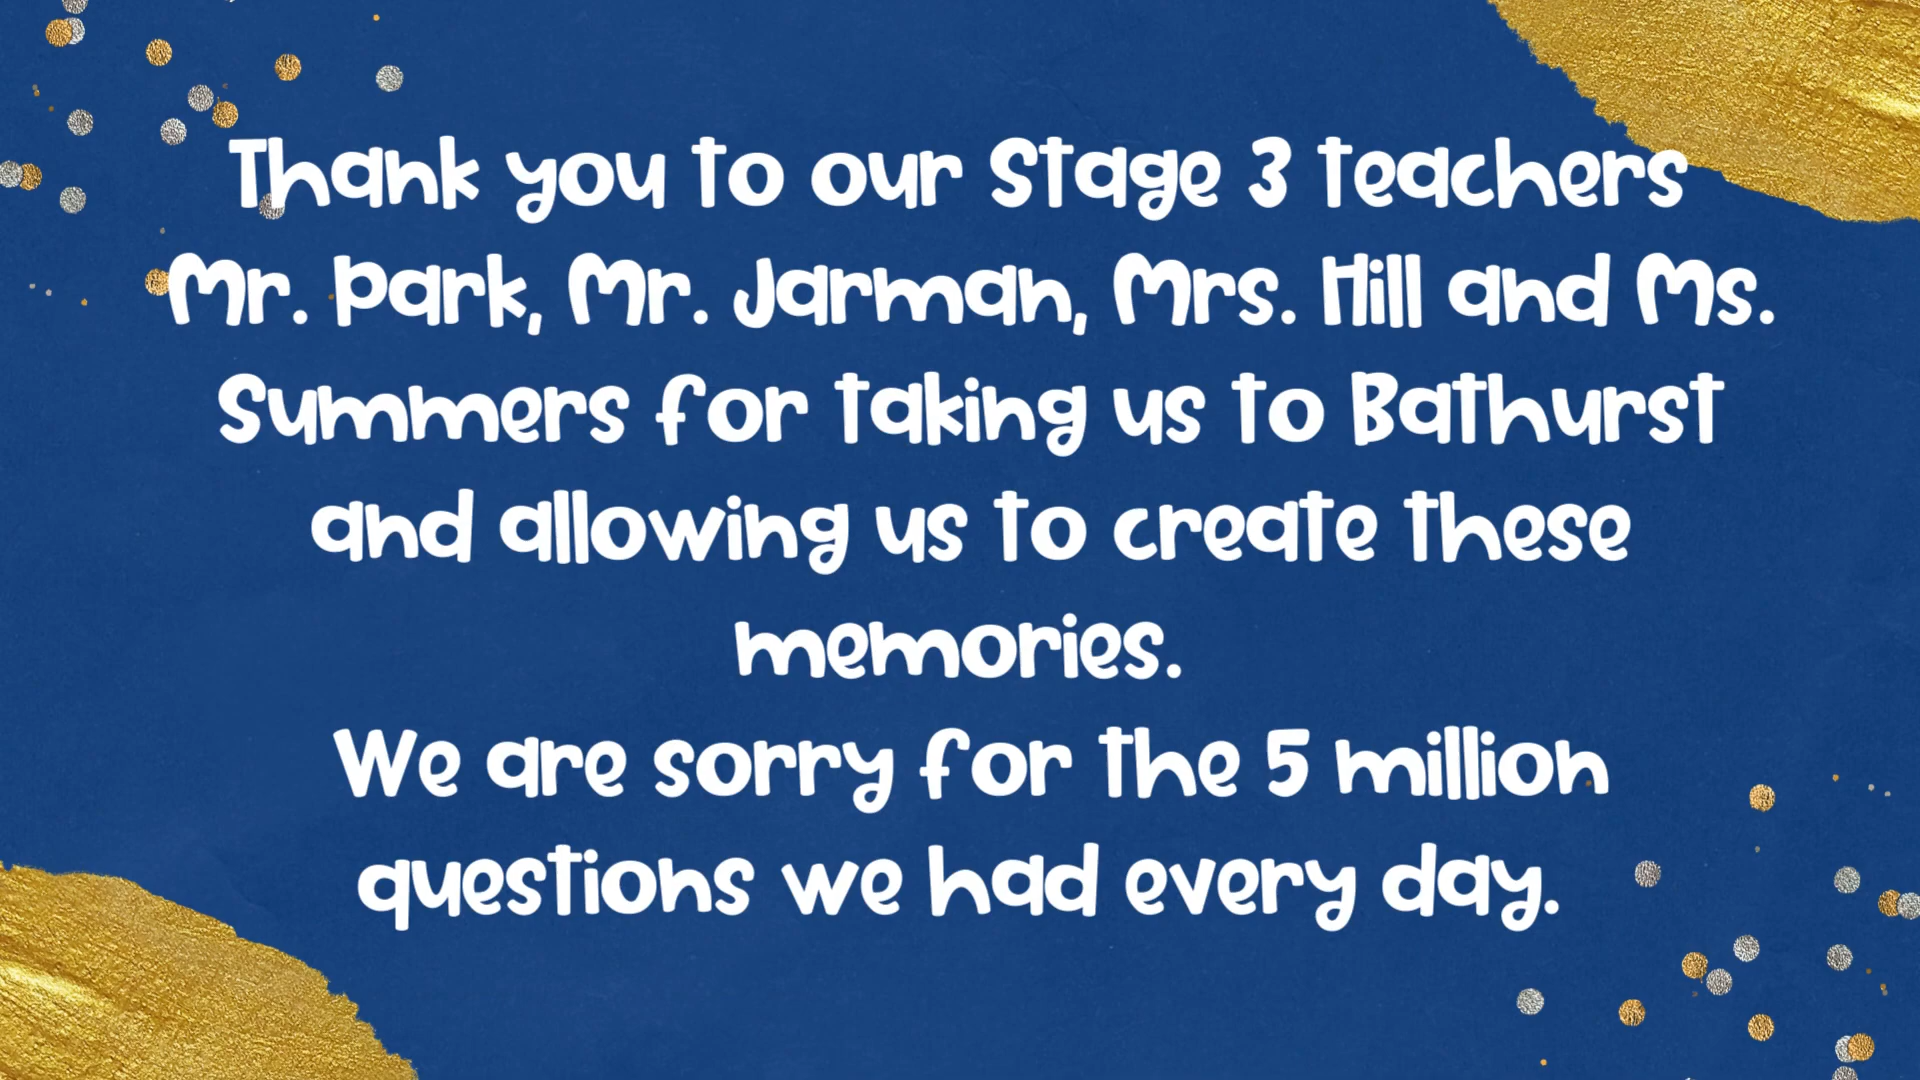 Thank you to our Stage 3 teachers
Mr. Park, Mr. Jarman, Mrs. Hill and Ms.
Summers for taking us to Bathurst
and allowing us to create these
memories.
We are sorry for the 5 million
questions we had every day.